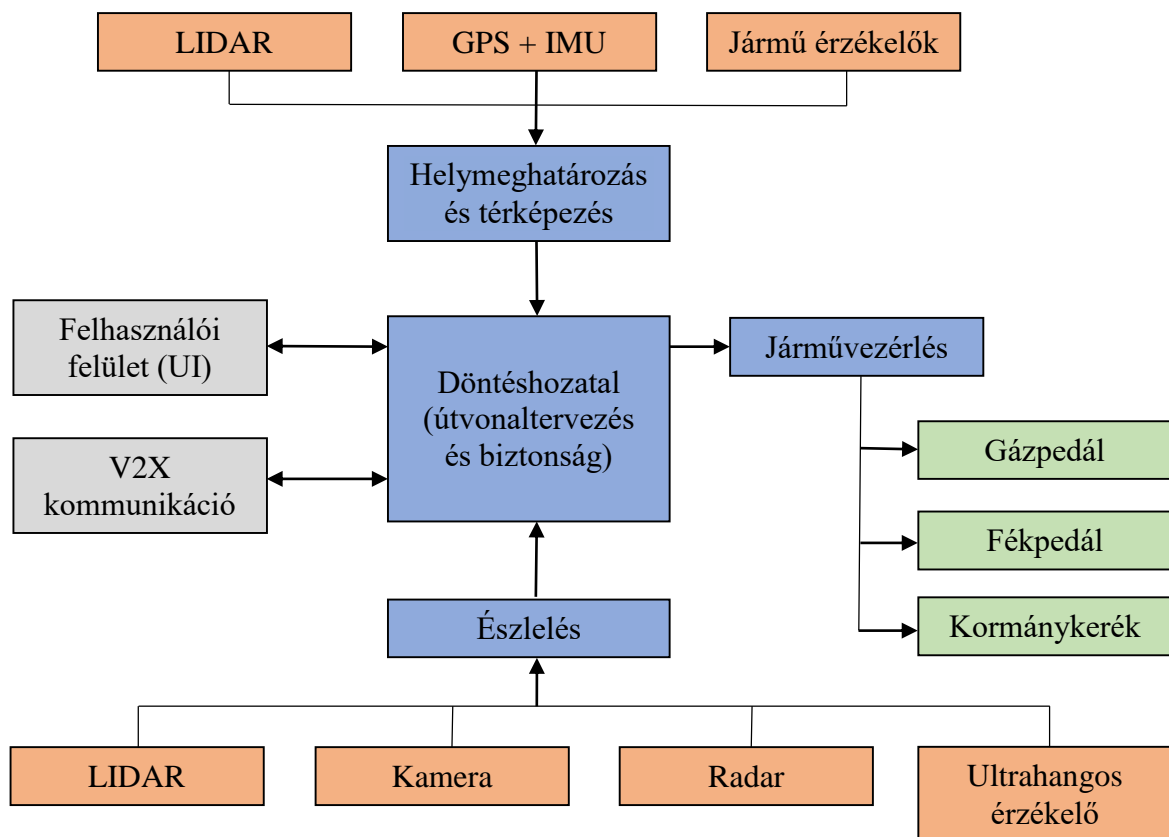 LIDAR
GPS + IMU
Jármű érzékelők
Helymeghatározás
és térképezés
Felhasználói
felület (UI)
Döntéshozatal
(útvonaltervezés
és biztonság)
Járművezérlés
V2X
kommunikáció
Gázpedál
Fékpedál
Kormánykerék
Észlelés
LIDAR
Kamera
Radar
Ultrahangos
érzékelő